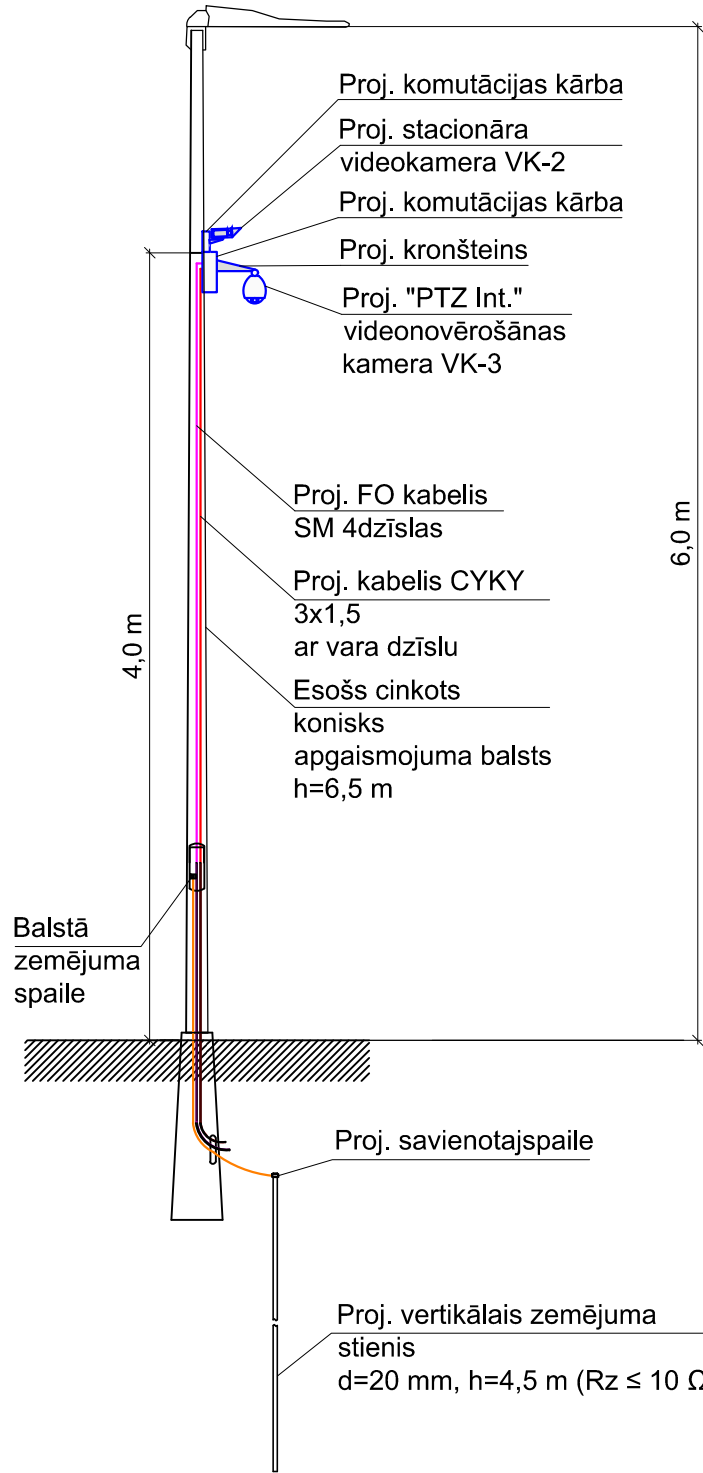 Proj. komutācijas kārba
Proj. stacionāra
videokamera VK-2
Proj. komutācijas kārba
Proj. kronšteins
Proj. "PTZ Int."
videonovērošānas
kamera VK-3
Proj. FO kabelis
SM 4dzīslas
Proj. kabelis CYKY
3x1,5
ar vara dzīslu
Esošs cinkots
konisks
apgaismojuma balsts
h=6,5 m
4,0 m
6,0 m
Balstā
zemējuma
spaile
Proj. savienotajspaile
Proj. vertikālais zemējuma
stienis
d=20 mm, h=4,5 m (Rz ≤ 10 Ω